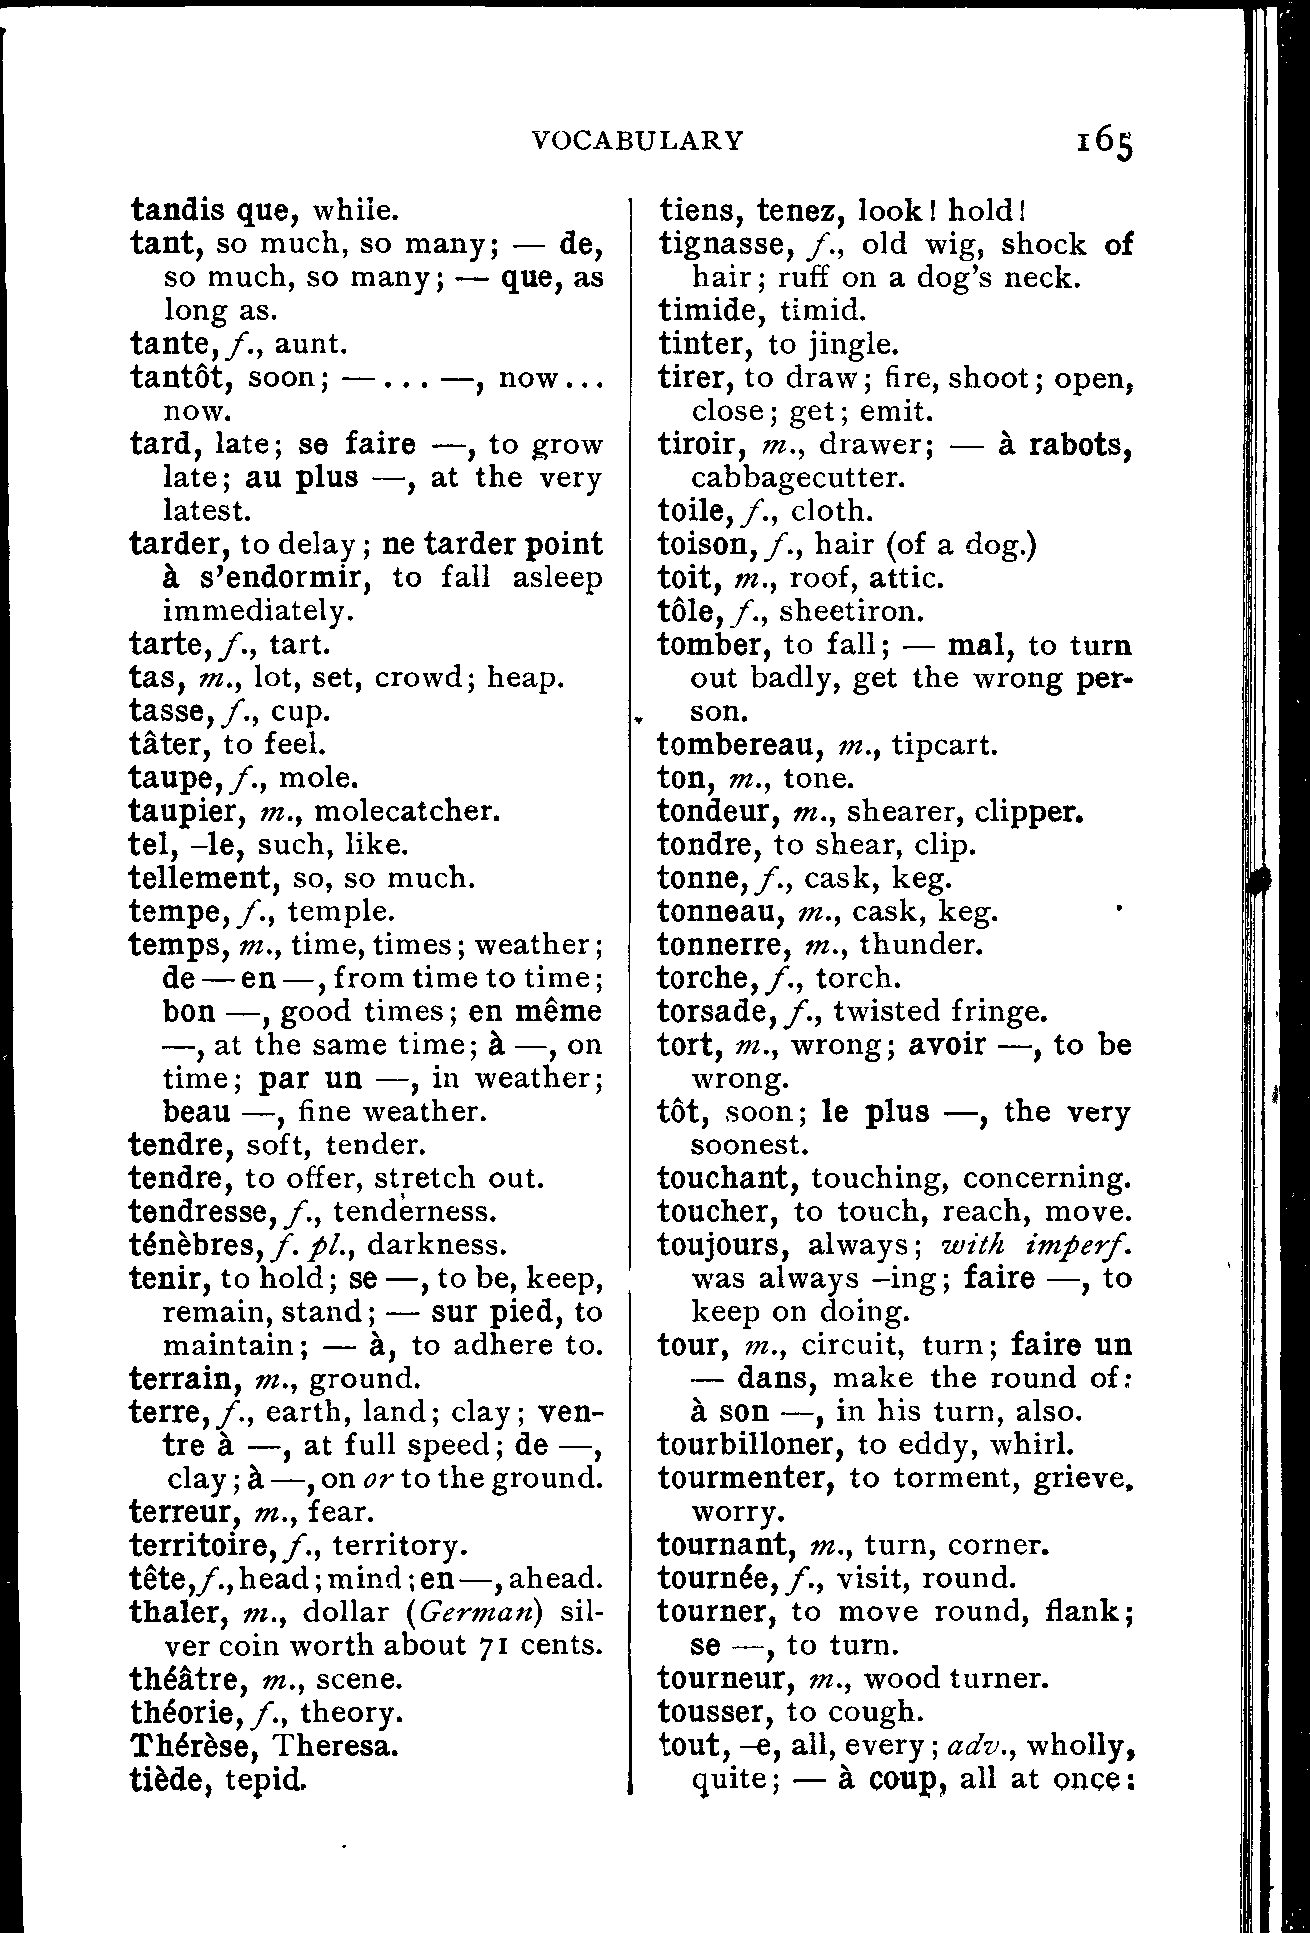 VOCABULARY 165
tandis que, while.
tant, so much, so many; — de,
so much, so many; — que, as
long as.
tante, f., aunt.
tantôt, soon; — ... —, now...
now.
tard, late; se faire —, to grow
late; au plus —, at the very
latest.
tarder, to delay; ne tarder point
à s'endormir, to fall asleep
immediately.
tarte, f., tart.
tas, m., lot, set, crowd; heap.
tasse, f., cup.
tâter, to feel.
taupe, f., mole.
taupier, m., molecatcher.
tel, –le, such, like.
tellement, so, so much.
tempe, f., temple.
temps, m., time, times; weather;
de — en —, from time to time;
bon —, good times; en même
—, at the same time; à —, on
time; par un —, in weather;
beau —, fine weather.
tendre, soft, tender.
tendre, to offer, stretch out.
tendresse, f., tenderness.
ténèbres, f. pl., darkness.
tenir, to hold; se —, to be, keep,
remain, stand; — sur pied, to
maintain; — à, to adhere to.
terrain, m., ground.
terre, f., earth, land; clay; ven-
tre à —, at full speed; de —,
clay; à —, on or to the ground.
terreur, m., fear.
territoire, f., territory.
tête, f., head; mind; en —, ahead.
thaler, m., dollar (German) sil-
ver coin worth about 71 cents.
théâtre, m., scene.
théorie, f., theory.
Thérèse, Theresa.
tiède, tepid.
tiens, tenez, look! hold!
tignasse, f., old wig, shock of
hair; ruff on a dog's neck.
timide, timid.
tinter, to jingle.
tirer, to draw; fire, shoot; open,
close; get; emit.
tiroir, m., drawer; — à rabots,
cabbagecutter.
toile, f., cloth.
toison, f., hair (of a dog.)
toit, m., roof, attic.
tôle, f., sheetiron.
tomber, to fall; — mal, to turn
out badly, get the wrong per-
son.
tombereau, m., tipcart.
ton, m., tone.
tondeur, m., shearer, clipper.
tondre, to shear, clip.
tonne, f., cask, keg.
tonneau, m., cask, keg.
tonnerre, m., thunder.
torche, f., torch.
torsade, f., twisted fringe.
tort, m., wrong; avoir —, to be
wrong.
tôt, soon; le plus —, the very
soonest.
touchant, touching, concerning.
toucher, to touch, reach, move.
toujours, always; with imperf.
was always –ing; faire —, to
keep on doing.
tour, m., circuit, turn; faire un
— dans, make the round of:
à son —, in his turn, also.
tourbilloner, to eddy, whirl.
tourmenter, to torment, grieve,
worry.
tournant, m., turn, corner.
tournée, f., visit, round.
tourner, to move round, flank;
se —, to turn.
tourneur, m., wood turner.
tousser, to cough.
tout, –e, all, every; adv., wholly,
quite; — à coup, all at once: